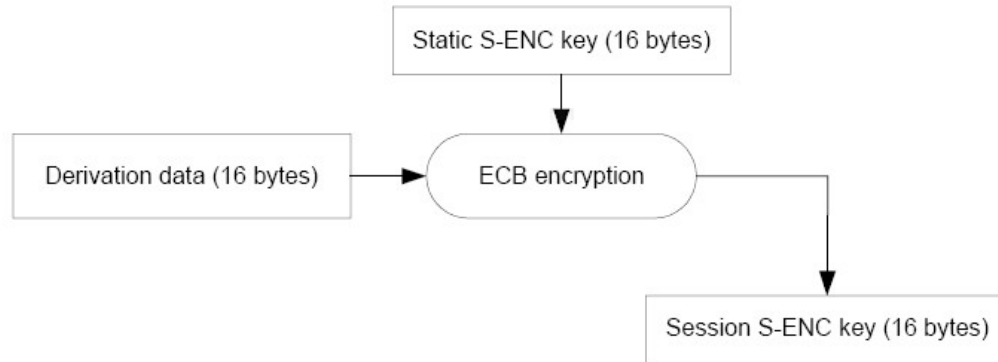 Static S-ENC key (16 bytes)
Derivation data (16 bytes)
ECB encryption
Session S-ENC key (16 bytes)